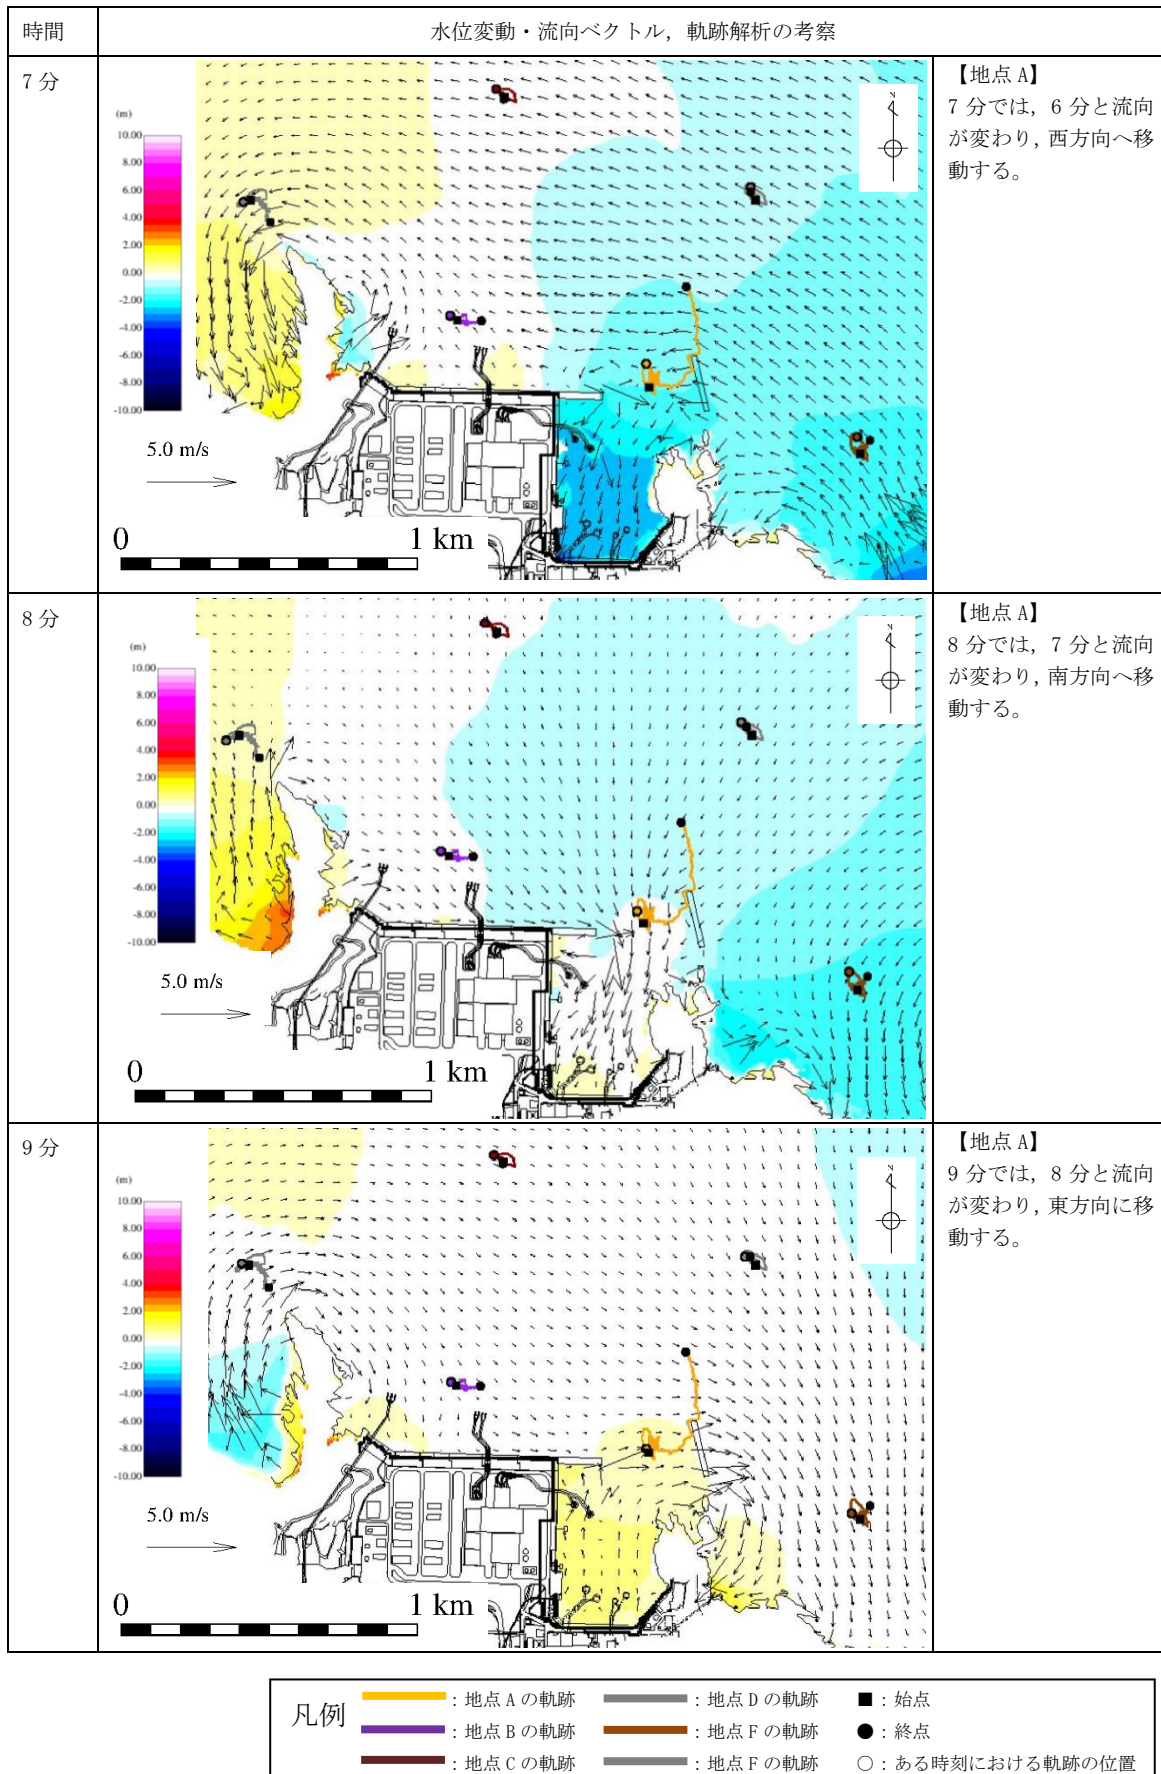 時間
水位変動・流向ベクトル，軌跡解析の考察
7 分
(m)
10.00
8.00
6.00
4.00
2.00
0.00
-2.00
-4.00
-6.00
-8.00
-10.00
5.0 m/s
0
1 km
N
【地点 A】
7 分では，6 分と流向
が変わり，西方向へ移
動する。
8 分
(m)
10.00
8.00
6.00
4.00
2.00
0.00
-2.00
-4.00
-6.00
-8.00
-10.00
5.0 m/s
0
1 km
N
【地点 A】
8 分では，7 分と流向
が変わり，南方向へ移
動する。
9 分
(m)
10.00
8.00
6.00
4.00
2.00
0.00
-2.00
-4.00
-6.00
-8.00
-10.00
5.0 m/s
0
1 km
N
【地点 A】
9 分では，8 分と流向
が変わり，東方向に移
動する。
凡例
：地点 A の軌跡
：地点 D の軌跡
■：始点
：地点 B の軌跡
：地点 F の軌跡
●：終点
：地点 C の軌跡
：地点 F の軌跡
○：ある時刻における軌跡の位置